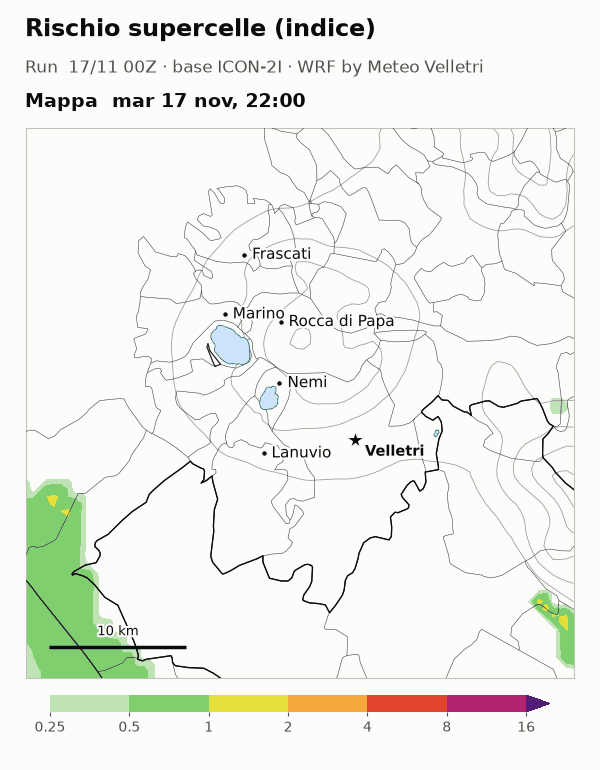 Rischio supercelle (indice)
Run  17/11 00Z · base ICON-2I · WRF by Meteo Velletri
Mappa  mar 17 nov, 22:00
Frascati
Marino
Rocca di Papa
Nemi
Velletri
Lanuvio
10 km
0.25 0.5 1 2 4 8 16